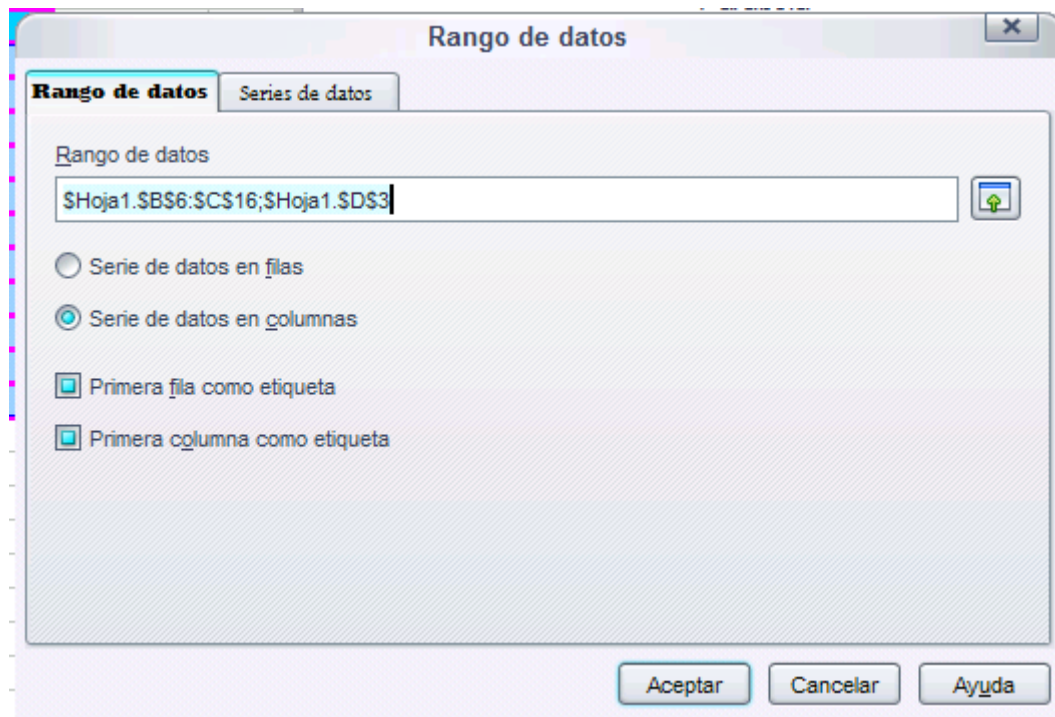 Rango de datos
Rango de datos Series de datos
Rango de datos
$Hoja1.$B$6:$C$16;$Hoja1.$D$3
Serie de datos en filas
Serie de datos en columnas
Primera fila como etiqueta
Primera columna como etiqueta
Aceptar Cancelar Ayuda